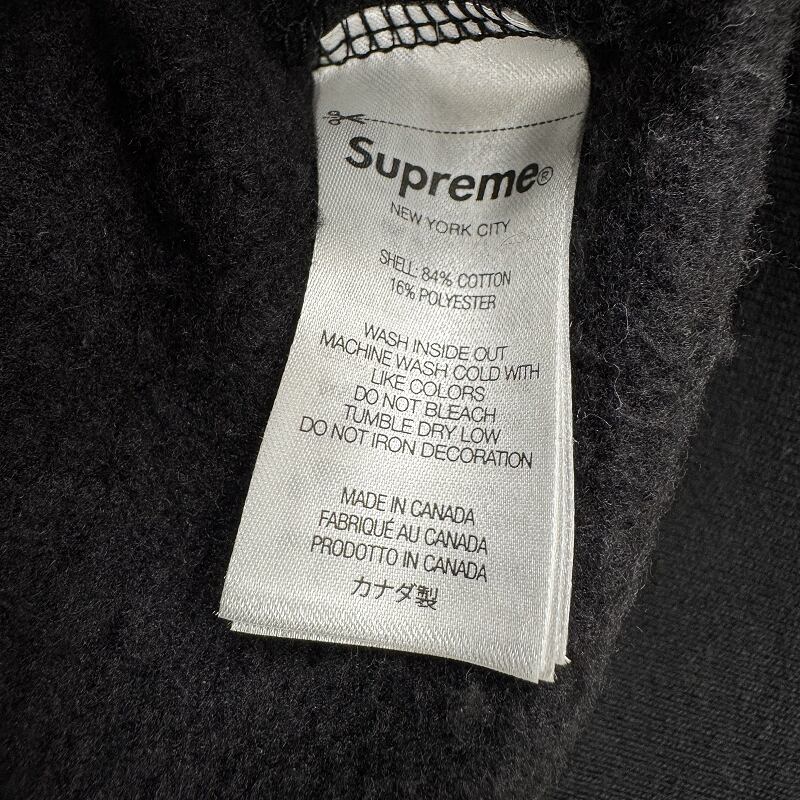 Supreme®
NEW YORK CITY
SHELL: 84% COTTON
16% POLYESTER
WASH INSIDE OUT
MACHINE WASH COLD WITH
LIKE COLORS
DO NOT BLEACH
TUMBLE DRY LOW
DO NOT IRON DECORATION
MADE IN CANADA
FABRIQUÉ AU CANADA
PRODOTTO IN CANADA
カナダ製